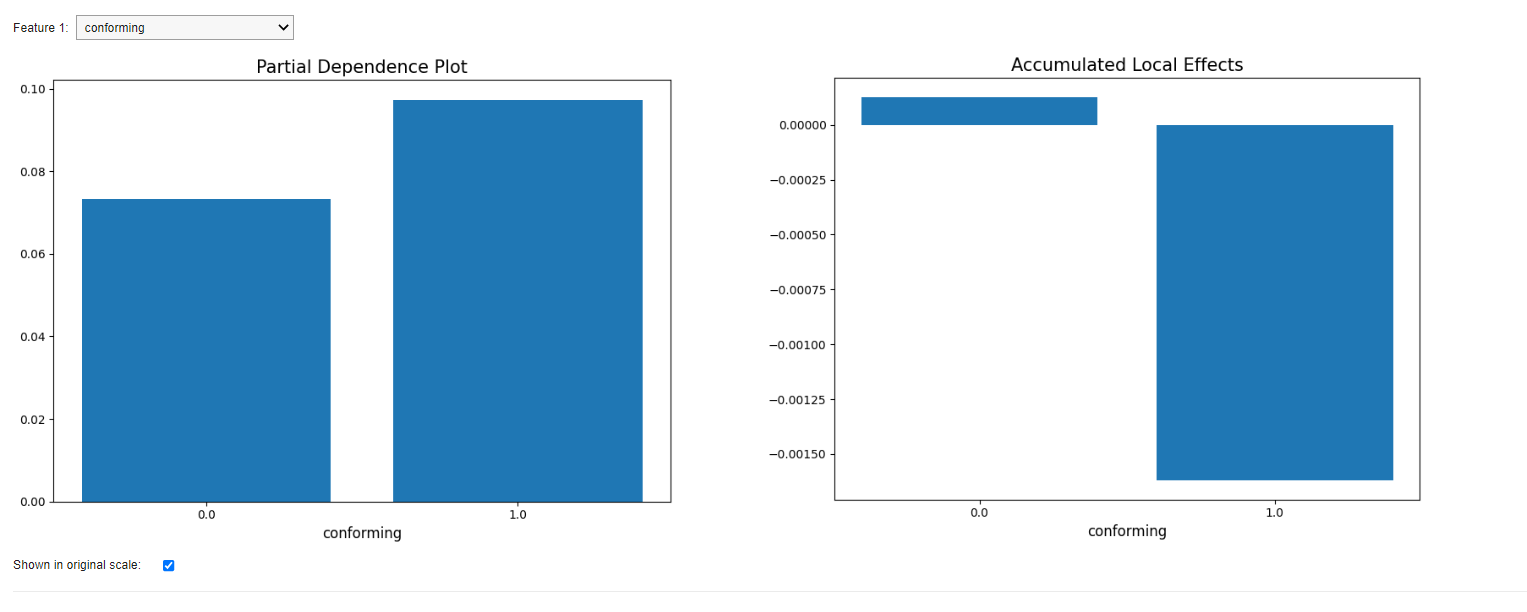 Feature 1: conforming
Partial Dependence Plot
0.10
0.08
0.06
0.04
0.02
0.00
0.0 1.0
conforming
Accumulated Local Effects
0.00000
−0.00025
−0.00050
−0.00075
−0.00100
−0.00125
−0.00150
0.0 1.0
conforming
Shown in original scale: